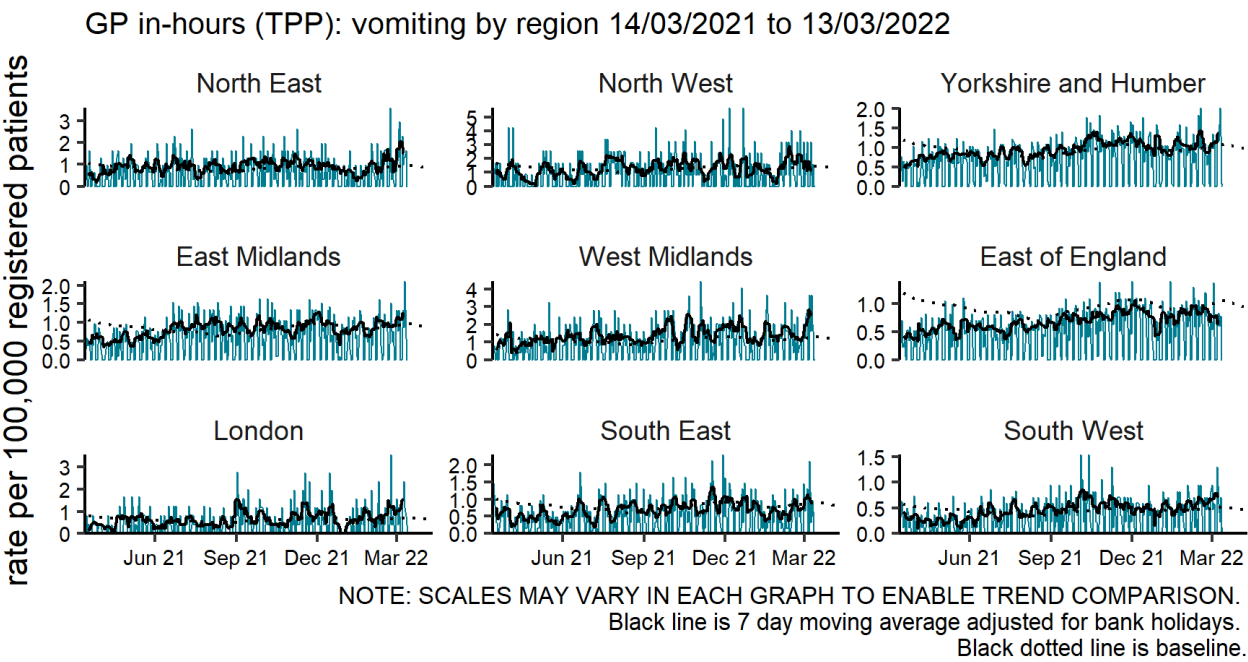 GP in-hours (TPP): vomiting by region 14/03/2021 to 13/03/2022
rate per 100,000 registered patients
North East
3
2
1
0
North West
5
4
3
2
1
0
Yorkshire and Humber
2.0
1.5
1.0
0.5
0.0
East Midlands
2.0
1.5
1.0
0.5
0.0
West Midlands
4
3
2
1
0
East of England
1.0
0.5
0.0
London
3
2
1
0
Jun 21 Sep 21 Dec 21 Mar 22
South East
2.0
1.5
1.0
0.5
0.0
Jun 21 Sep 21 Dec 21 Mar 22
South West
1.5
1.0
0.5
0.0
Jun 21 Sep 21 Dec 21 Mar 22
NOTE: SCALES MAY VARY IN EACH GRAPH TO ENABLE TREND COMPARISON.
Black line is 7 day moving average adjusted for bank holidays.
Black dotted line is baseline.